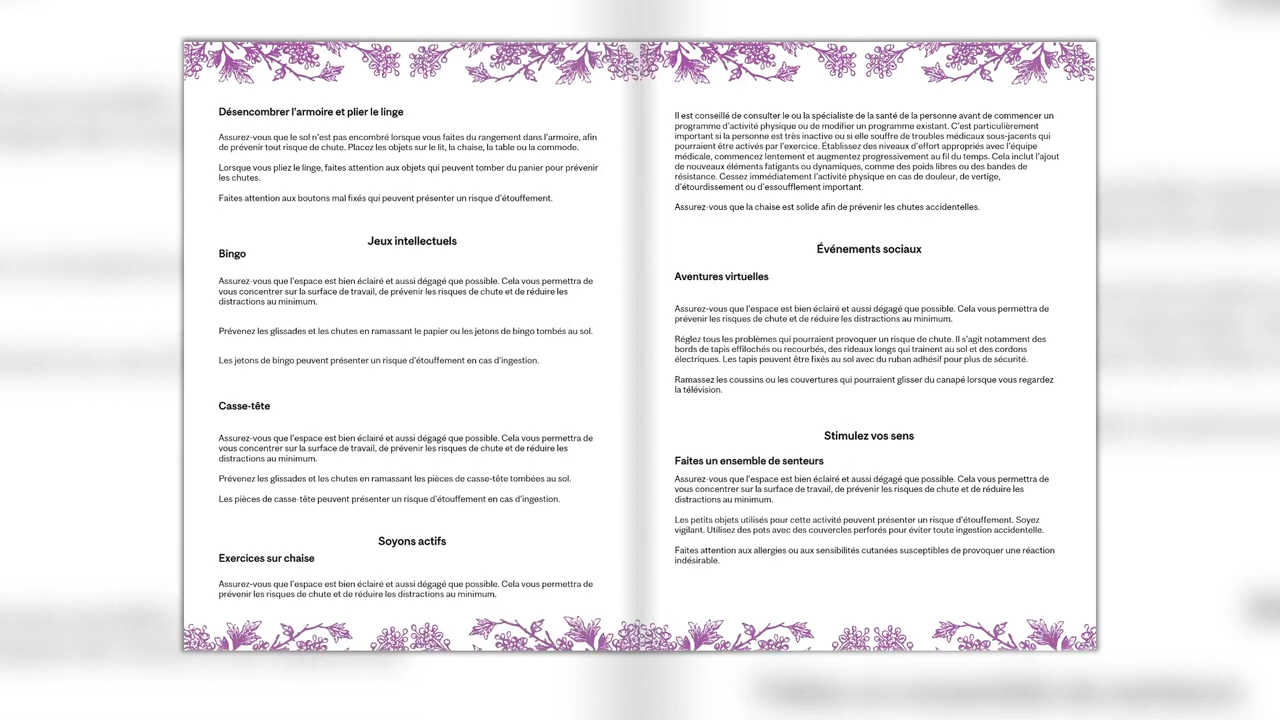 Désencombrer l'armoire et plier le linge
Assurez-vous que le sol n'est pas encombré lorsque vous faites du rangement dans l'armoire, afin
de prévenir tout risque de chute. Placez les objets sur le lit, la chaise, la table ou la commode.
Lorsque vous pliez le linge, faites attention aux objets qui peuvent tomber du panier pour prévenir
les chutes.
Faites attention aux boutons mal fixés qui peuvent présenter un risque d'étouffement.
Jeux intellectuels
Bingo
Assurez-vous que l'espace est bien éclairé et aussi dégagé que possible. Cela vous permettra de
vous concentrer sur la surface de travail, de prévenir les risques de chute et de réduire les
distractions au minimum.
Prévenez les glissades et les chutes en ramassant le papier ou les jetons de bingo tombés au sol.
Les jetons de bingo peuvent présenter un risque d'étouffement en cas d'ingestion.
Casse-tête
Assurez-vous que l'espace est bien éclairé et aussi dégagé que possible. Cela vous permettra de
vous concentrer sur la surface de travail, de prévenir les risques de chute et de réduire les
distractions au minimum.
Prévenez les glissades et les chutes en ramassant les pièces de casse-tête tombées au sol.
Les pièces de casse-tête peuvent présenter un risque d'étouffement en cas d'ingestion.
Soyons actifs
Exercices sur chaise
Assurez-vous que l'espace est bien éclairé et aussi dégagé que possible. Cela vous permettra de
prévenir les risques de chute et de réduire les distractions au minimum.
Il est conseillé de consulter le ou la spécialiste de la santé de la personne avant de commencer un
programme d'activité physique ou de modifier un programme existant. C'est particulièrement
important si la personne est très inactive ou si elle souffre de troubles médicaux sous-jacents qui
pourraient être activés par l'exercice. Établissez des niveaux d'effort appropriés avec l'équipe
médicale, commencez lentement et augmentez progressivement au fil du temps. Cela inclut l'ajout
de nouveaux éléments fatigants ou dynamiques, comme des poids libres ou des bandes de
résistance. Cessez immédiatement l'activité physique en cas de douleur, de vertige,
d'étourdissement ou d'essoufflement important.
Assurez-vous que la chaise est solide afin de prévenir les chutes accidentelles.
Événements sociaux
Aventures virtuelles
Assurez-vous que l'espace est bien éclairé et aussi dégagé que possible. Cela vous permettra de
prévenir les risques de chute et de réduire les distractions au minimum.
Réglez tous les problèmes qui pourraient provoquer un risque de chute. Il s'agit notamment des
bords de tapis effilochés ou recourbés, des rideaux longs qui traînent au sol et des cordons
électriques. Les tapis peuvent être fixés au sol avec du ruban adhésif pour plus de sécurité.
Ramassez les coussins ou les couvertures qui pourraient glisser du canapé lorsque vous regardez
la télévision.
Stimulez vos sens
Faites un ensemble de senteurs
Assurez-vous que l'espace est bien éclairé et aussi dégagé que possible. Cela vous permettra de
vous concentrer sur la surface de travail, de prévenir les risques de chute et de réduire les
distractions au minimum.
Les petits objets utilisés pour cette activité peuvent présenter un risque d'étouffement. Soyez
vigilant. Utilisez des pots avec des couvercles perforés pour éviter toute ingestion accidentelle.
Faites attention aux allergies ou aux sensibilités cutanées susceptibles de provoquer une réaction
indésirable.